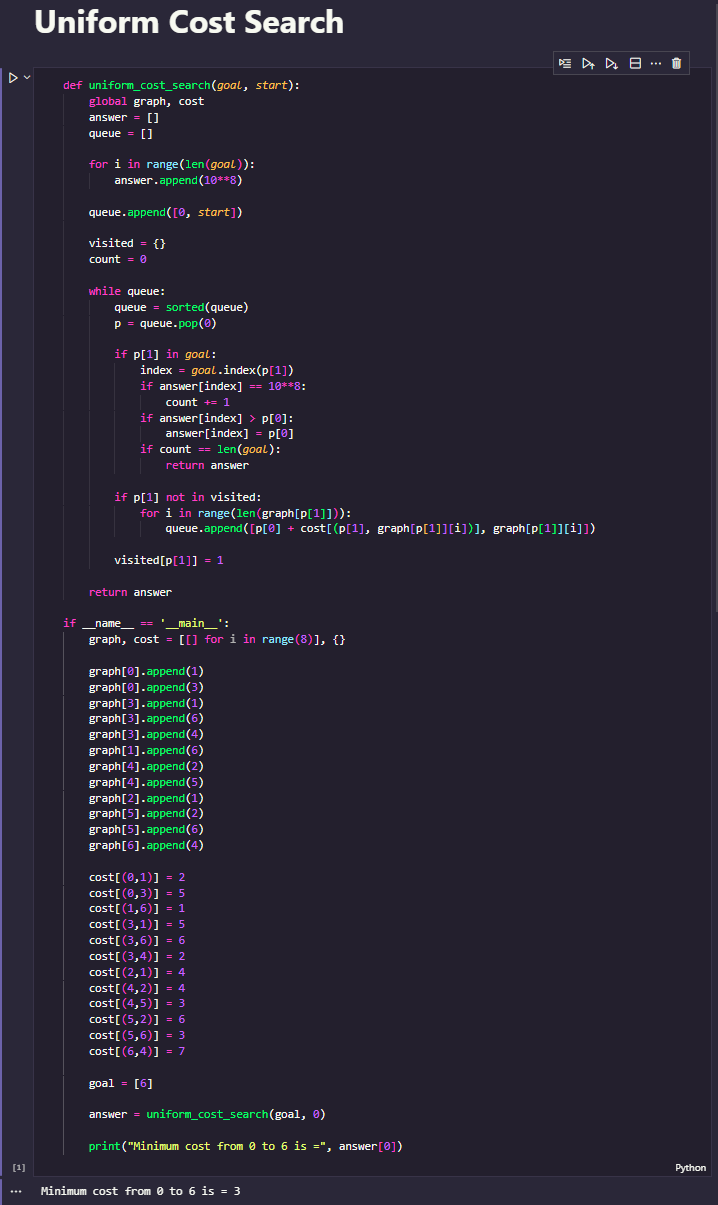 Uniform Cost Search
def uniform_cost_search(goal, start):
    global graph, cost
    answer = []
    queue = []

    for i in range(len(goal)):
        answer.append(10**8)

    queue.append([0, start])

    visited = {}
    count = 0

    while queue:
        queue = sorted(queue)
        p = queue.pop(0)

        if p[1] in goal:
            index = goal.index(p[1])
            if answer[index] == 10**8:
                count += 1
            if answer[index] > p[0]:
                answer[index] = p[0]
            if count == len(goal):
                return answer

        if p[1] not in visited:
            for i in range(len(graph[p[1]])):
                queue.append([p[0] + cost[(p[1], graph[p[1]][i])], graph[p[1]][i]])

        visited[p[1]] = 1

    return answer

if __name__ == '__main__':
    graph, cost = [[] for i in range(8)], {}

    graph[0].append(1)
    graph[0].append(3)
    graph[3].append(1)
    graph[3].append(6)
    graph[3].append(4)
    graph[1].append(6)
    graph[4].append(2)
    graph[4].append(5)
    graph[2].append(1)
    graph[5].append(2)
    graph[5].append(6)
    graph[6].append(4)

    cost[(0,1)] = 2
    cost[(0,3)] = 5
    cost[(1,6)] = 1
    cost[(3,1)] = 5
    cost[(3,6)] = 6
    cost[(3,4)] = 2
    cost[(2,1)] = 4
    cost[(4,2)] = 4
    cost[(4,5)] = 3
    cost[(5,2)] = 6
    cost[(5,6)] = 3
    cost[(6,4)] = 7

    goal = [6]

    answer = uniform_cost_search(goal, 0)

    print("Minimum cost from 0 to 6 is =", answer[0])
[1]
Python
Minimum cost from 0 to 6 is = 3